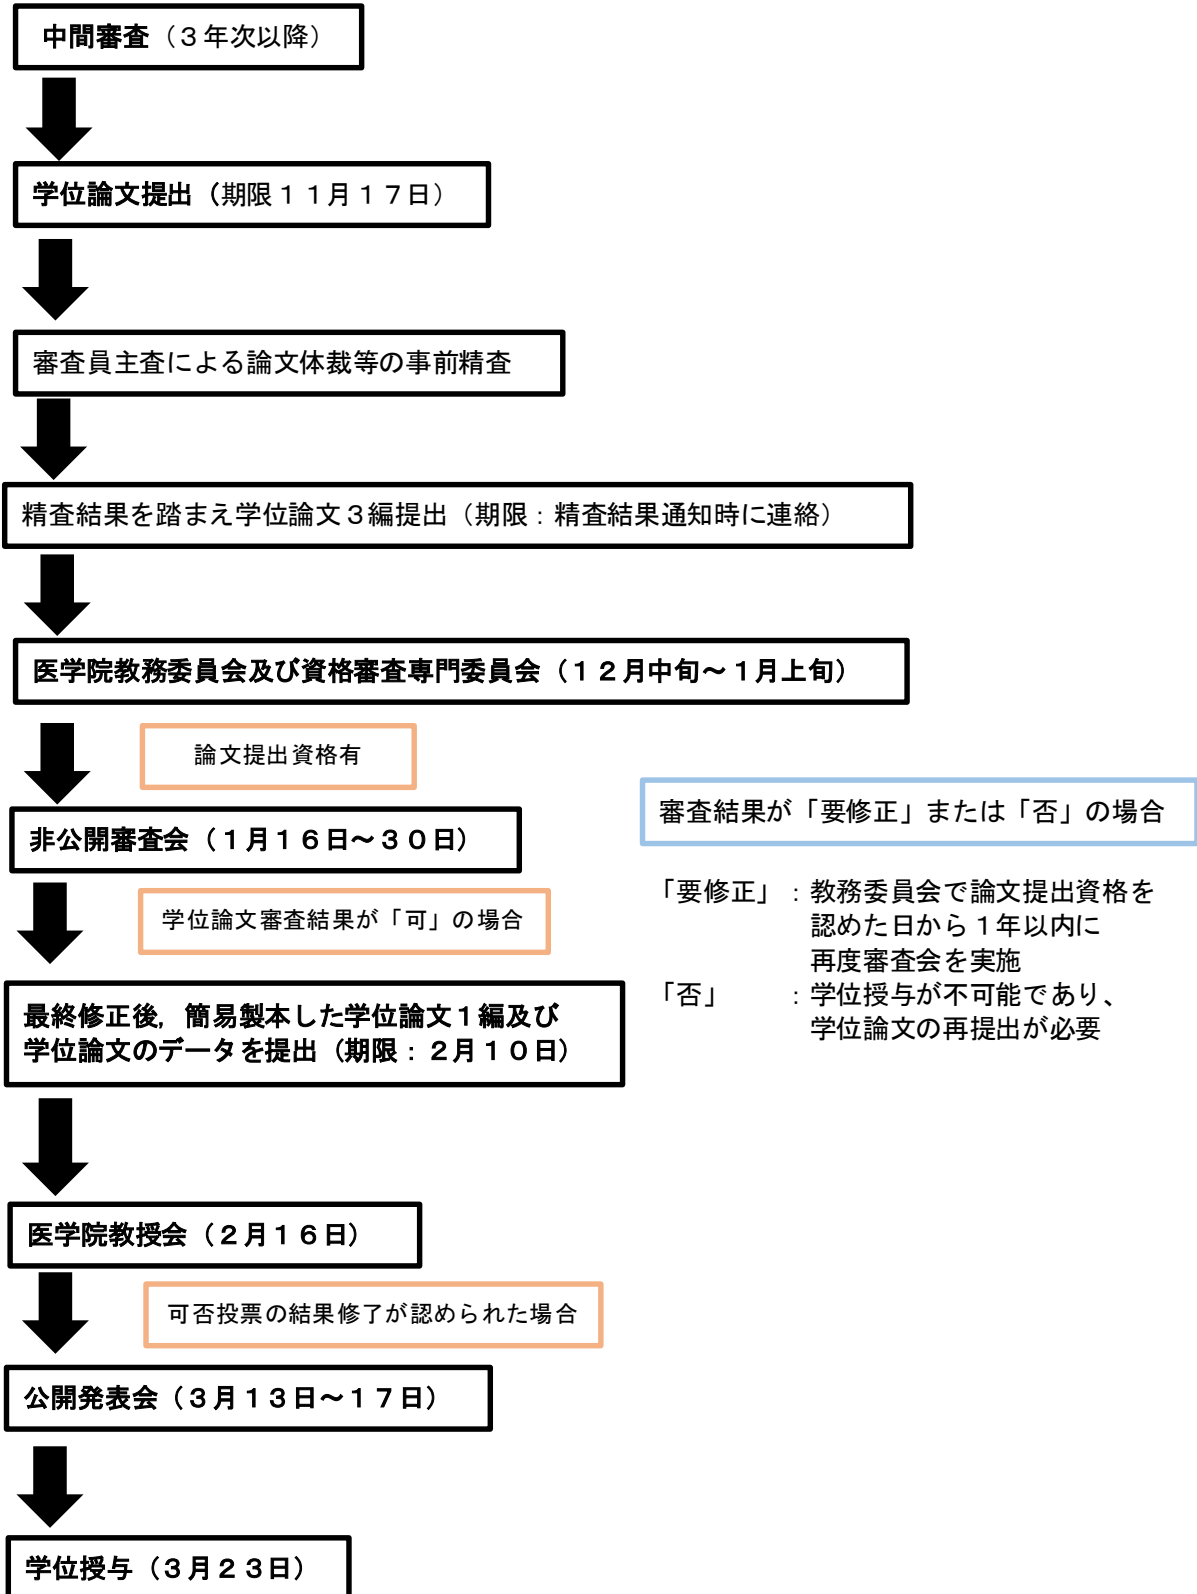 中間審査（３年次以降）
学位論文提出（期限１１月１７日）
審査員主査による論文体裁等の事前精査
精査結果を踏まえ学位論文３編提出（期限：精査結果通知時に連絡）
医学院教務委員会及び資格審査専門委員会（１２月中旬～１月上旬）
論文提出資格有
非公開審査会（１月１６日～３０日）
学位論文審査結果が「可」の場合
審査結果が「要修正」または「否」の場合
「要修正」：教務委員会で論文提出資格を
認めた日から１年以内に
再度審査会を実施
「否」　　：学位授与が不可能であり、
学位論文の再提出が必要
最終修正後，簡易製本した学位論文１編及び
学位論文のデータを提出（期限：２月１０日）
医学院教授会（２月１６日）
可否投票の結果修了が認められた場合
公開発表会（３月１３日～１７日）
学位授与（３月２３日）